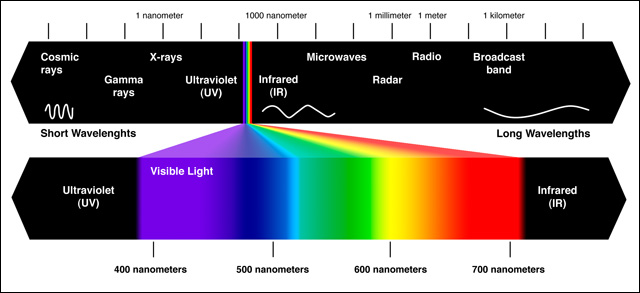 1 nanometer 1000 nanometer 1 millimeter 1 meter 1 kilometer
Cosmic
rays
Gamma
rays
X-rays
Ultraviolet
(UV)
Infrared
(IR)
Microwaves
Radar
Radio
Broadcast
band
Short Wavelenghts
Long Wavelengths
Ultraviolet
(UV)
Visible Light
Infrared
(IR)
400 nanometers 500 nanometers 600 nanometers 700 nanometers